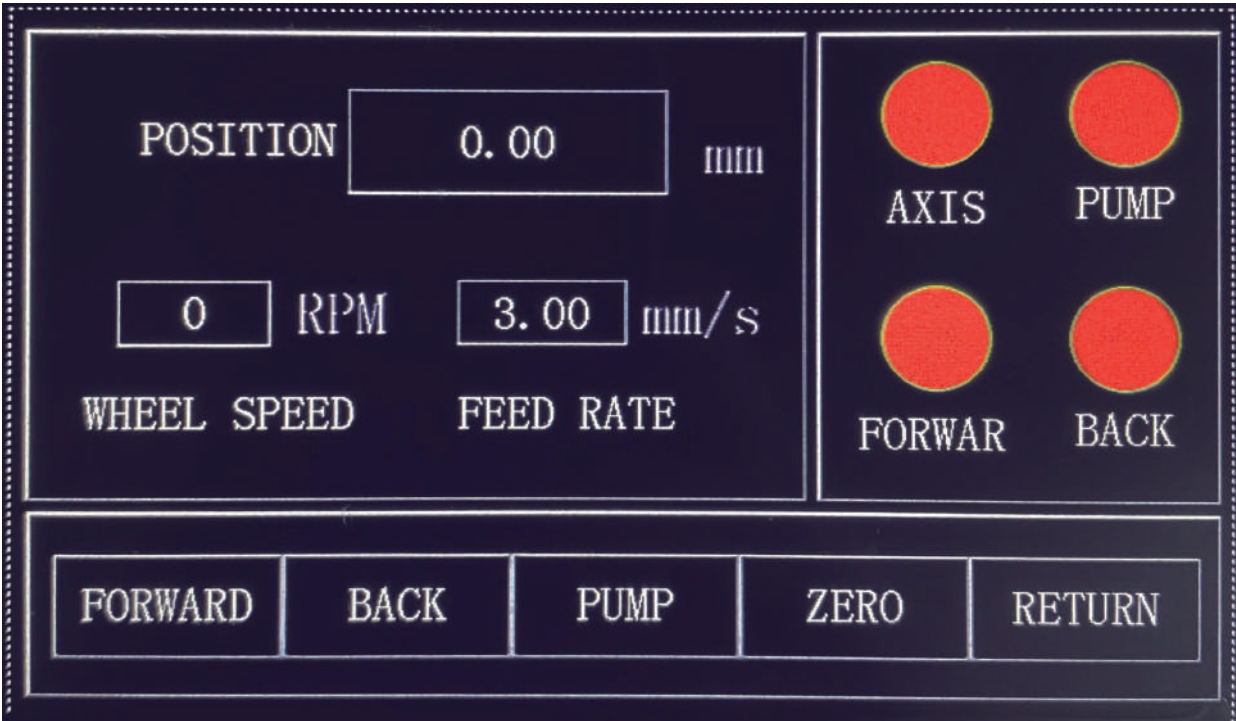 POSITION 0.00 mm
0 RPM 3.00 mm/s
WHEEL SPEED FEED RATE
AXIS PUMP
FORWAR BACK
FORWARD BACK PUMP ZERO RETURN